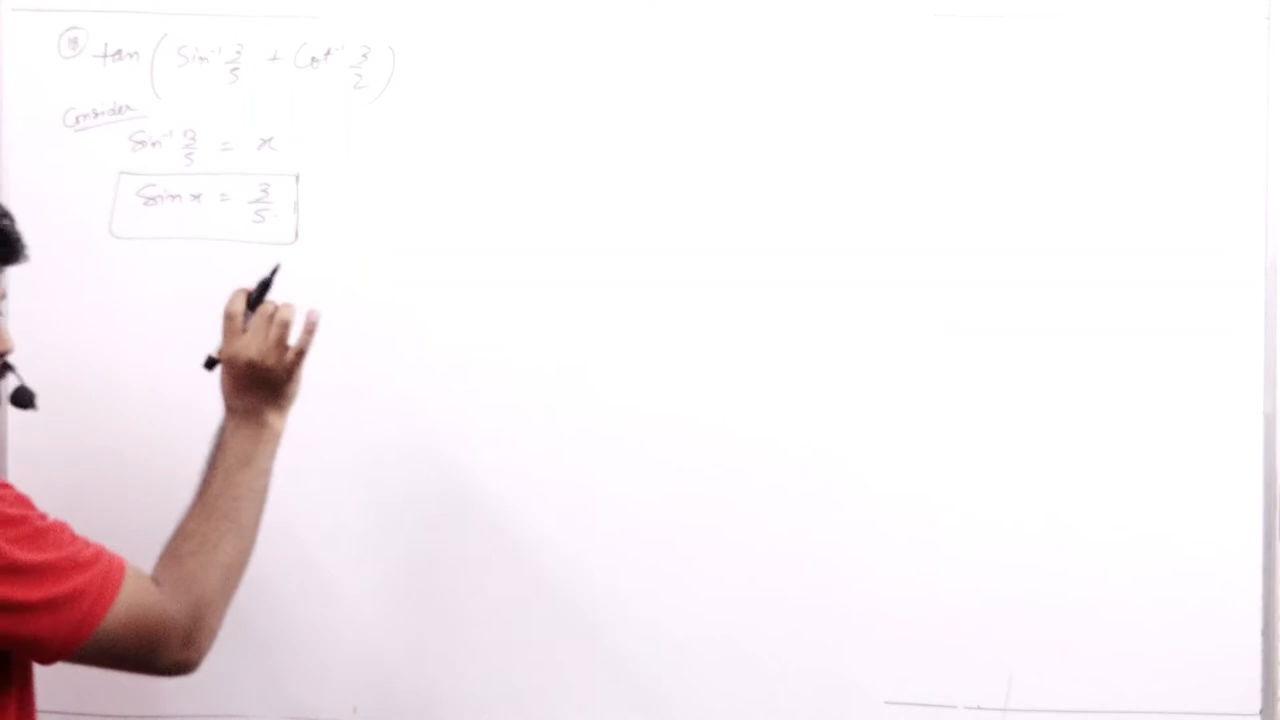 18 tan ( Sin⁻¹ 3/5 + Cot⁻¹ 3/2 )
Consider
Sin⁻¹ 3/5 = x
Sin x = 3/5